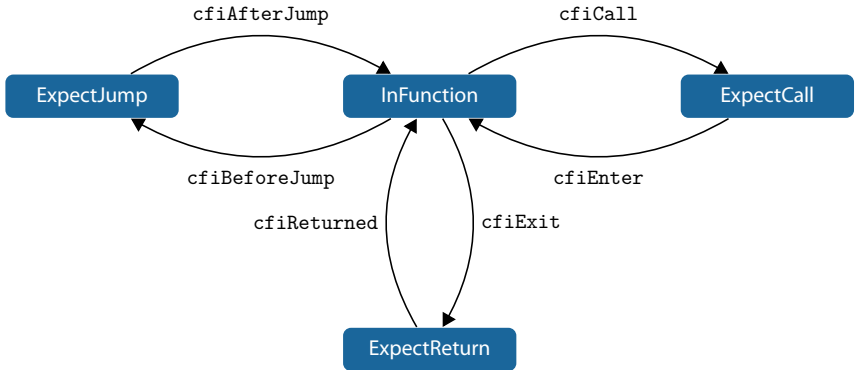 cfiAfterJump
cfiCall
ExpectJump
InFunction
ExpectCall
cfiBeforeJump
cfiEnter
cfiReturned
cfiExit
ExpectReturn